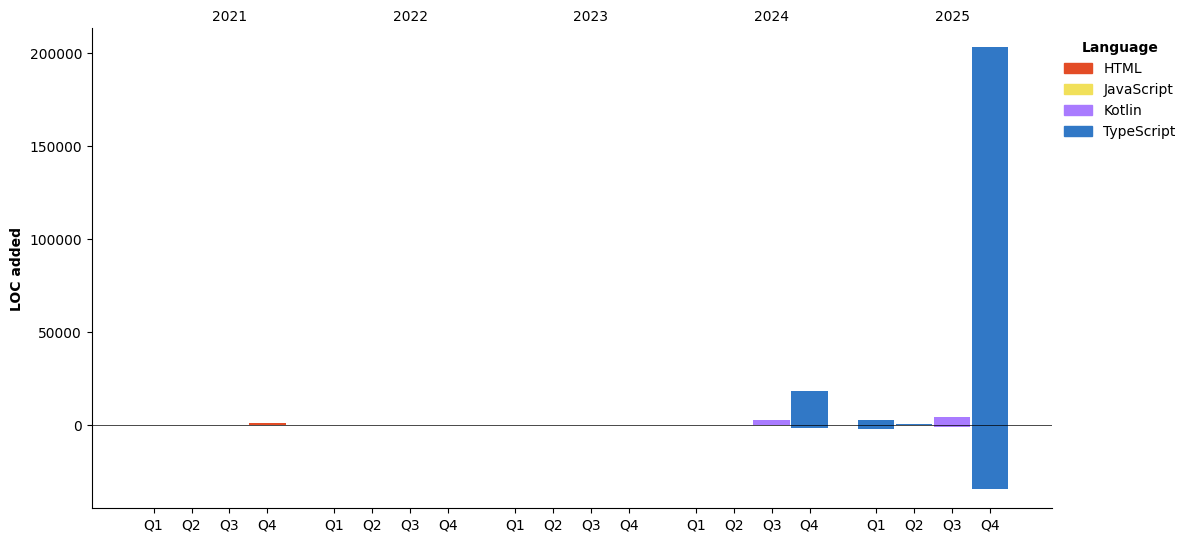 2021 2022 2023 2024 2025
Language
HTML
JavaScript
Kotlin
TypeScript
LOC added
200000
150000
100000
50000
0
Q1 Q2 Q3 Q4 Q1 Q2 Q3 Q4 Q1 Q2 Q3 Q4 Q1 Q2 Q3 Q4 Q1 Q2 Q3 Q4